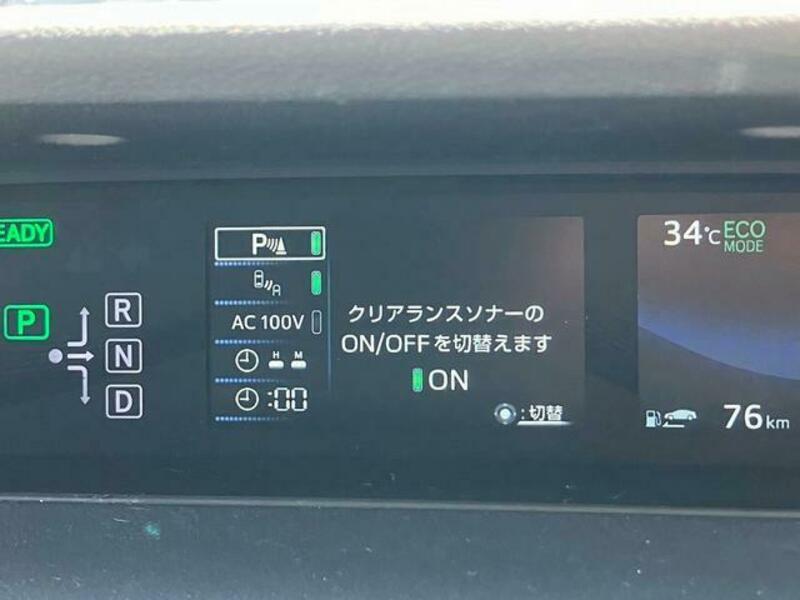 EADY
P
R
N
D
P
A
AC 100V
H M
:00
クリアランスソナーの
ON/OFFを切替えます
ON
:切替
34℃
ECO
MODE
76km